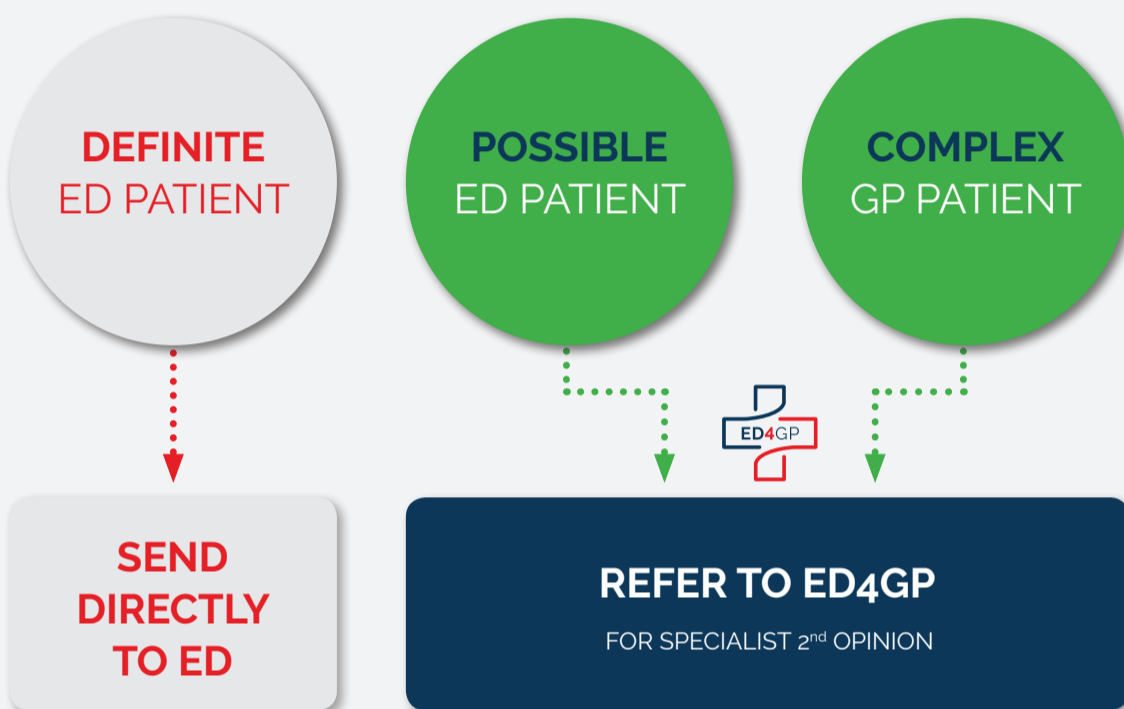 DEFINITE
ED PATIENT
POSSIBLE
ED PATIENT
COMPLEX
GP PATIENT
ED4GP
SEND
DIRECTLY
TO ED
REFER TO ED4GP
FOR SPECIALIST 2nd OPINION